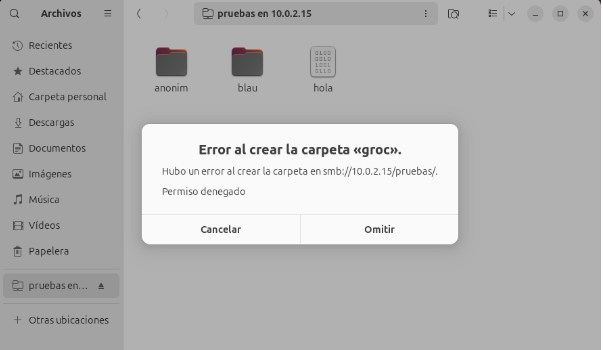 Archivos
pruebas en 10.0.2.15
Recientes
Destacados
Carpeta personal
Descargas
Documentos
Imágenes
Música
Vídeos
Papelera
pruebas en…
Otras ubicaciones
anonim
blau
hola
Error al crear la carpeta «groc».
Hubo un error al crear la carpeta en smb://10.0.2.15/pruebas/.
Permiso denegado
Cancelar
Omitir